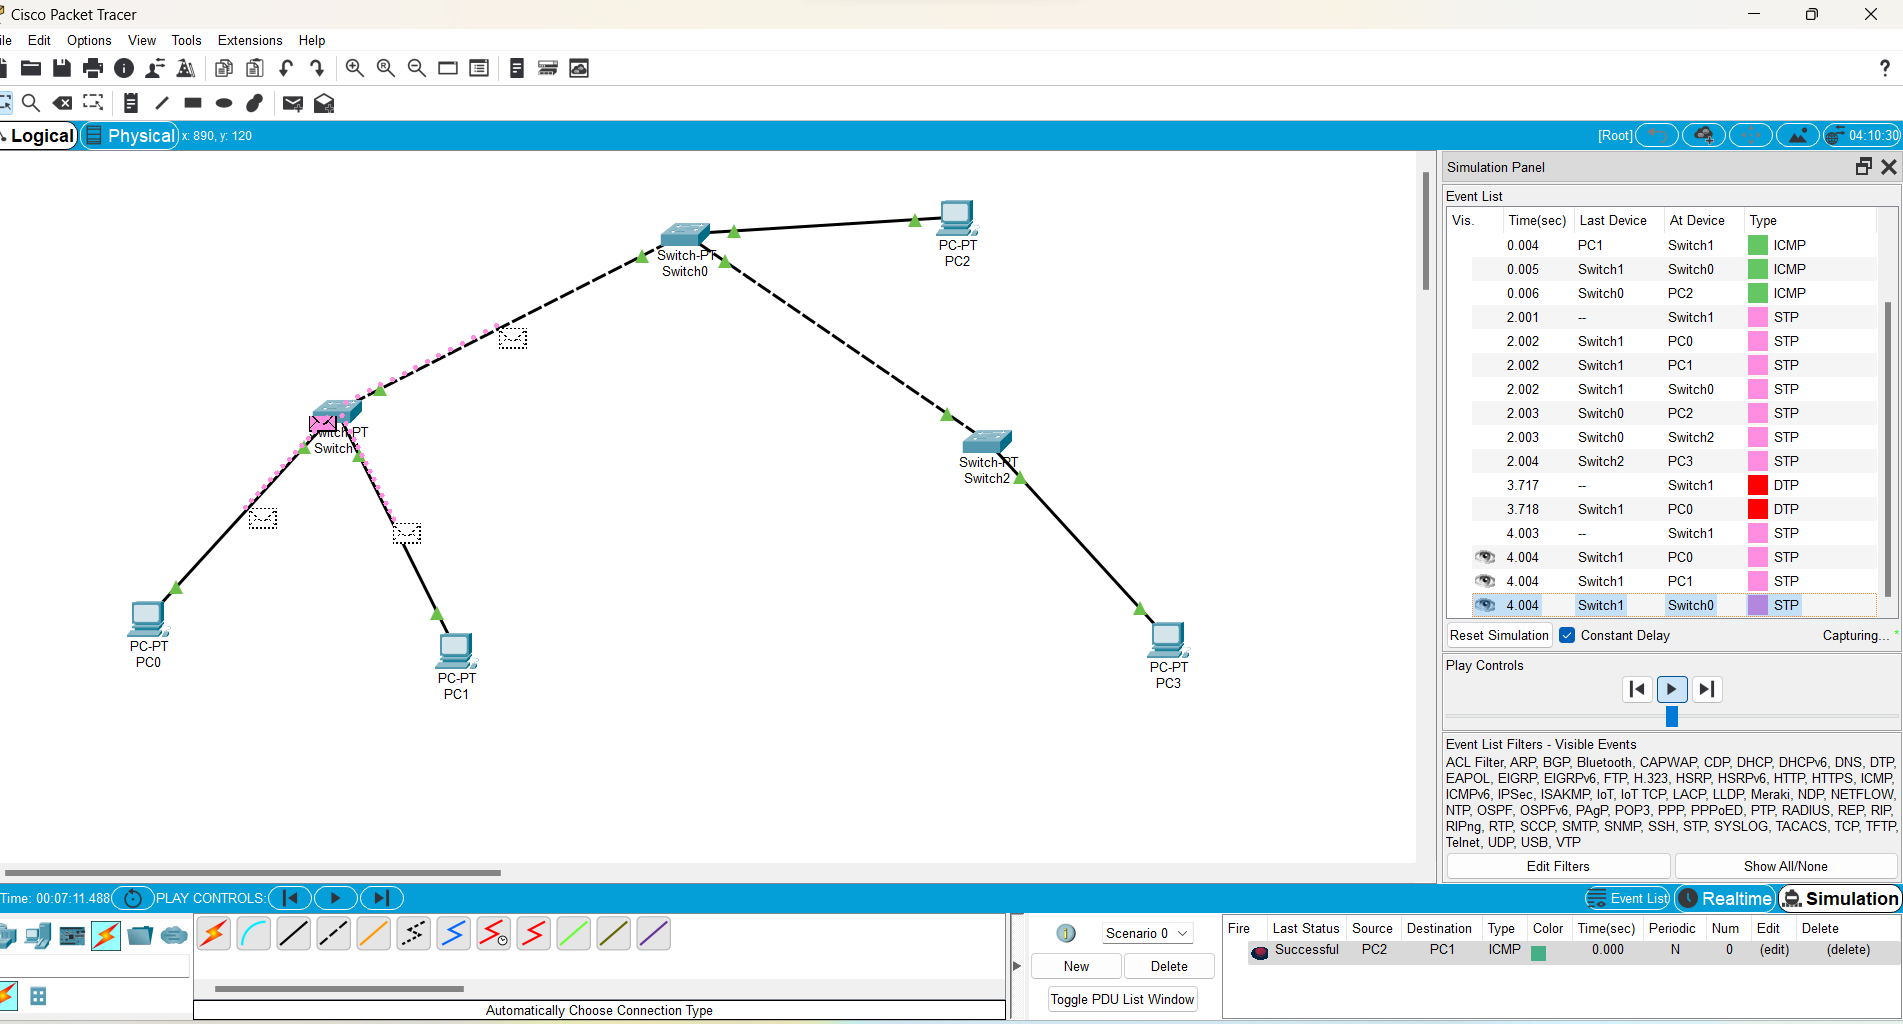 Cisco Packet Tracer
ile Edit Options View Tools Extensions Help
Logical Physical x: 890, y: 120 [Root] 04:10:30
Switch-PT
Switch0
PC-PT
PC2
Switch-PT
Switch
Switch-PT
Switch2
PC-PT
PC0
PC-PT
PC1
PC-PT
PC3
Simulation Panel
Event List
Vis. Time(sec) Last Device At Device Type
0.004 PC1 Switch1 ICMP
0.005 Switch1 Switch0 ICMP
0.006 Switch0 PC2 ICMP
2.001 -- Switch1 STP
2.002 Switch1 PC0 STP
2.002 Switch1 PC1 STP
2.002 Switch1 Switch0 STP
2.003 Switch0 PC2 STP
2.003 Switch0 Switch2 STP
2.004 Switch2 PC3 STP
3.717 -- Switch1 DTP
3.718 Switch1 PC0 DTP
4.003 -- Switch1 STP
4.004 Switch1 PC0 STP
4.004 Switch1 PC1 STP
4.004 Switch1 Switch0 STP
Reset Simulation Constant Delay Capturing...
Play Controls
Event List Filters - Visible Events
ACL Filter, ARP, BGP, Bluetooth, CAPWAP, CDP, DHCP, DHCPv6, DNS, DTP,
EAPOL, EIGRP, EIGRPv6, FTP, H.323, HSRP, HSRPv6, HTTP, HTTPS, ICMP,
ICMPv6, IPSec, ISAKMP, IoT, IoT TCP, LACP, LLDP, Meraki, NDP, NETFLOW,
NTP, OSPF, OSPFv6, PAgP, POP3, PPP, PPPoED, PTP, RADIUS, REP, RIP,
RIPng, RTP, SCCP, SMTP, SNMP, SSH, STP, SYSLOG, TACACS, TCP, TFTP,
Telnet, UDP, USB, VTP
Edit Filters Show All/None
Time: 00:07:11.488 PLAY CONTROLS: Event List Realtime Simulation
Scenario 0
New Delete
Toggle PDU List Window
Fire Last Status Source Destination Type Color Time(sec) Periodic Num Edit Delete
Successful PC2 PC1 ICMP 0.000 N 0 (edit) (delete)
Automatically Choose Connection Type